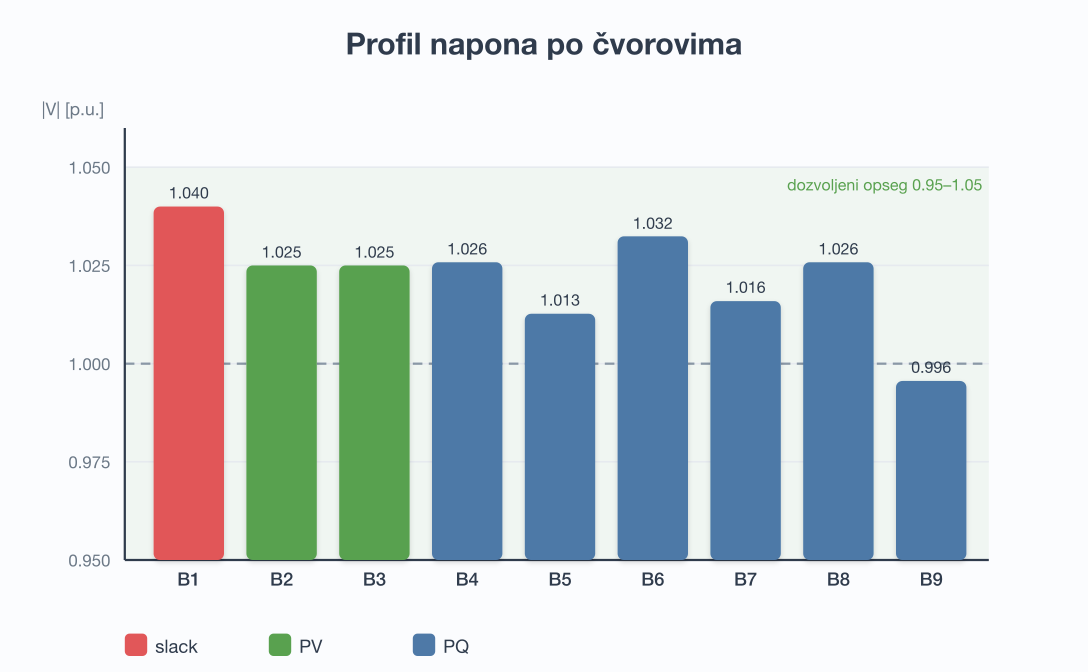 Profil napona po čvorovima
|V| [p.u.]
1.050
dozvoljeni opseg 0.95–1.05
1.040
1.032
1.025
1.025
1.026
1.026
1.025
1.016
1.013
1.000
0.996
0.975
0.950
B1 B2 B3 B4 B5 B6 B7 B8 B9
slack PV PQ